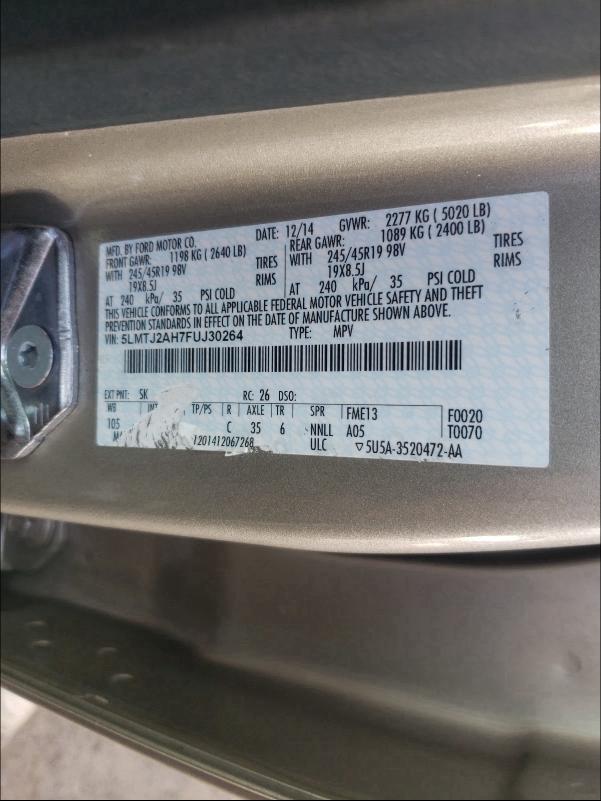 MFD. BY FORD MOTOR CO. DATE: 12/14 GVWR: 2277 KG ( 5020 LB)
FRONT GAWR: 1198 KG ( 2640 LB) REAR GAWR: 1089 KG ( 2400 LB)
WITH 245/45R19 98V TIRES WITH 245/45R19 98V TIRES
19X8.5J RIMS 19X8.5J RIMS
AT 240 kPa/ 35 PSI COLD AT 240 kPa/ 35 PSI COLD
THIS VEHICLE CONFORMS TO ALL APPLICABLE FEDERAL MOTOR VEHICLE SAFETY AND THEFT
PREVENTION STANDARDS IN EFFECT ON THE DATE OF MANUFACTURE SHOWN ABOVE.
VIN: 5LMTJ2AH7FUJ30264 TYPE: MPV
EXT PNT: SK RC: 26 DSO:
WB INT TP/PS R AXLE TR SPR FME13 F0020
105 C 35 6 NNLL A05 T0070
1201412067268 ULC ▽5U5A-3520472-AA